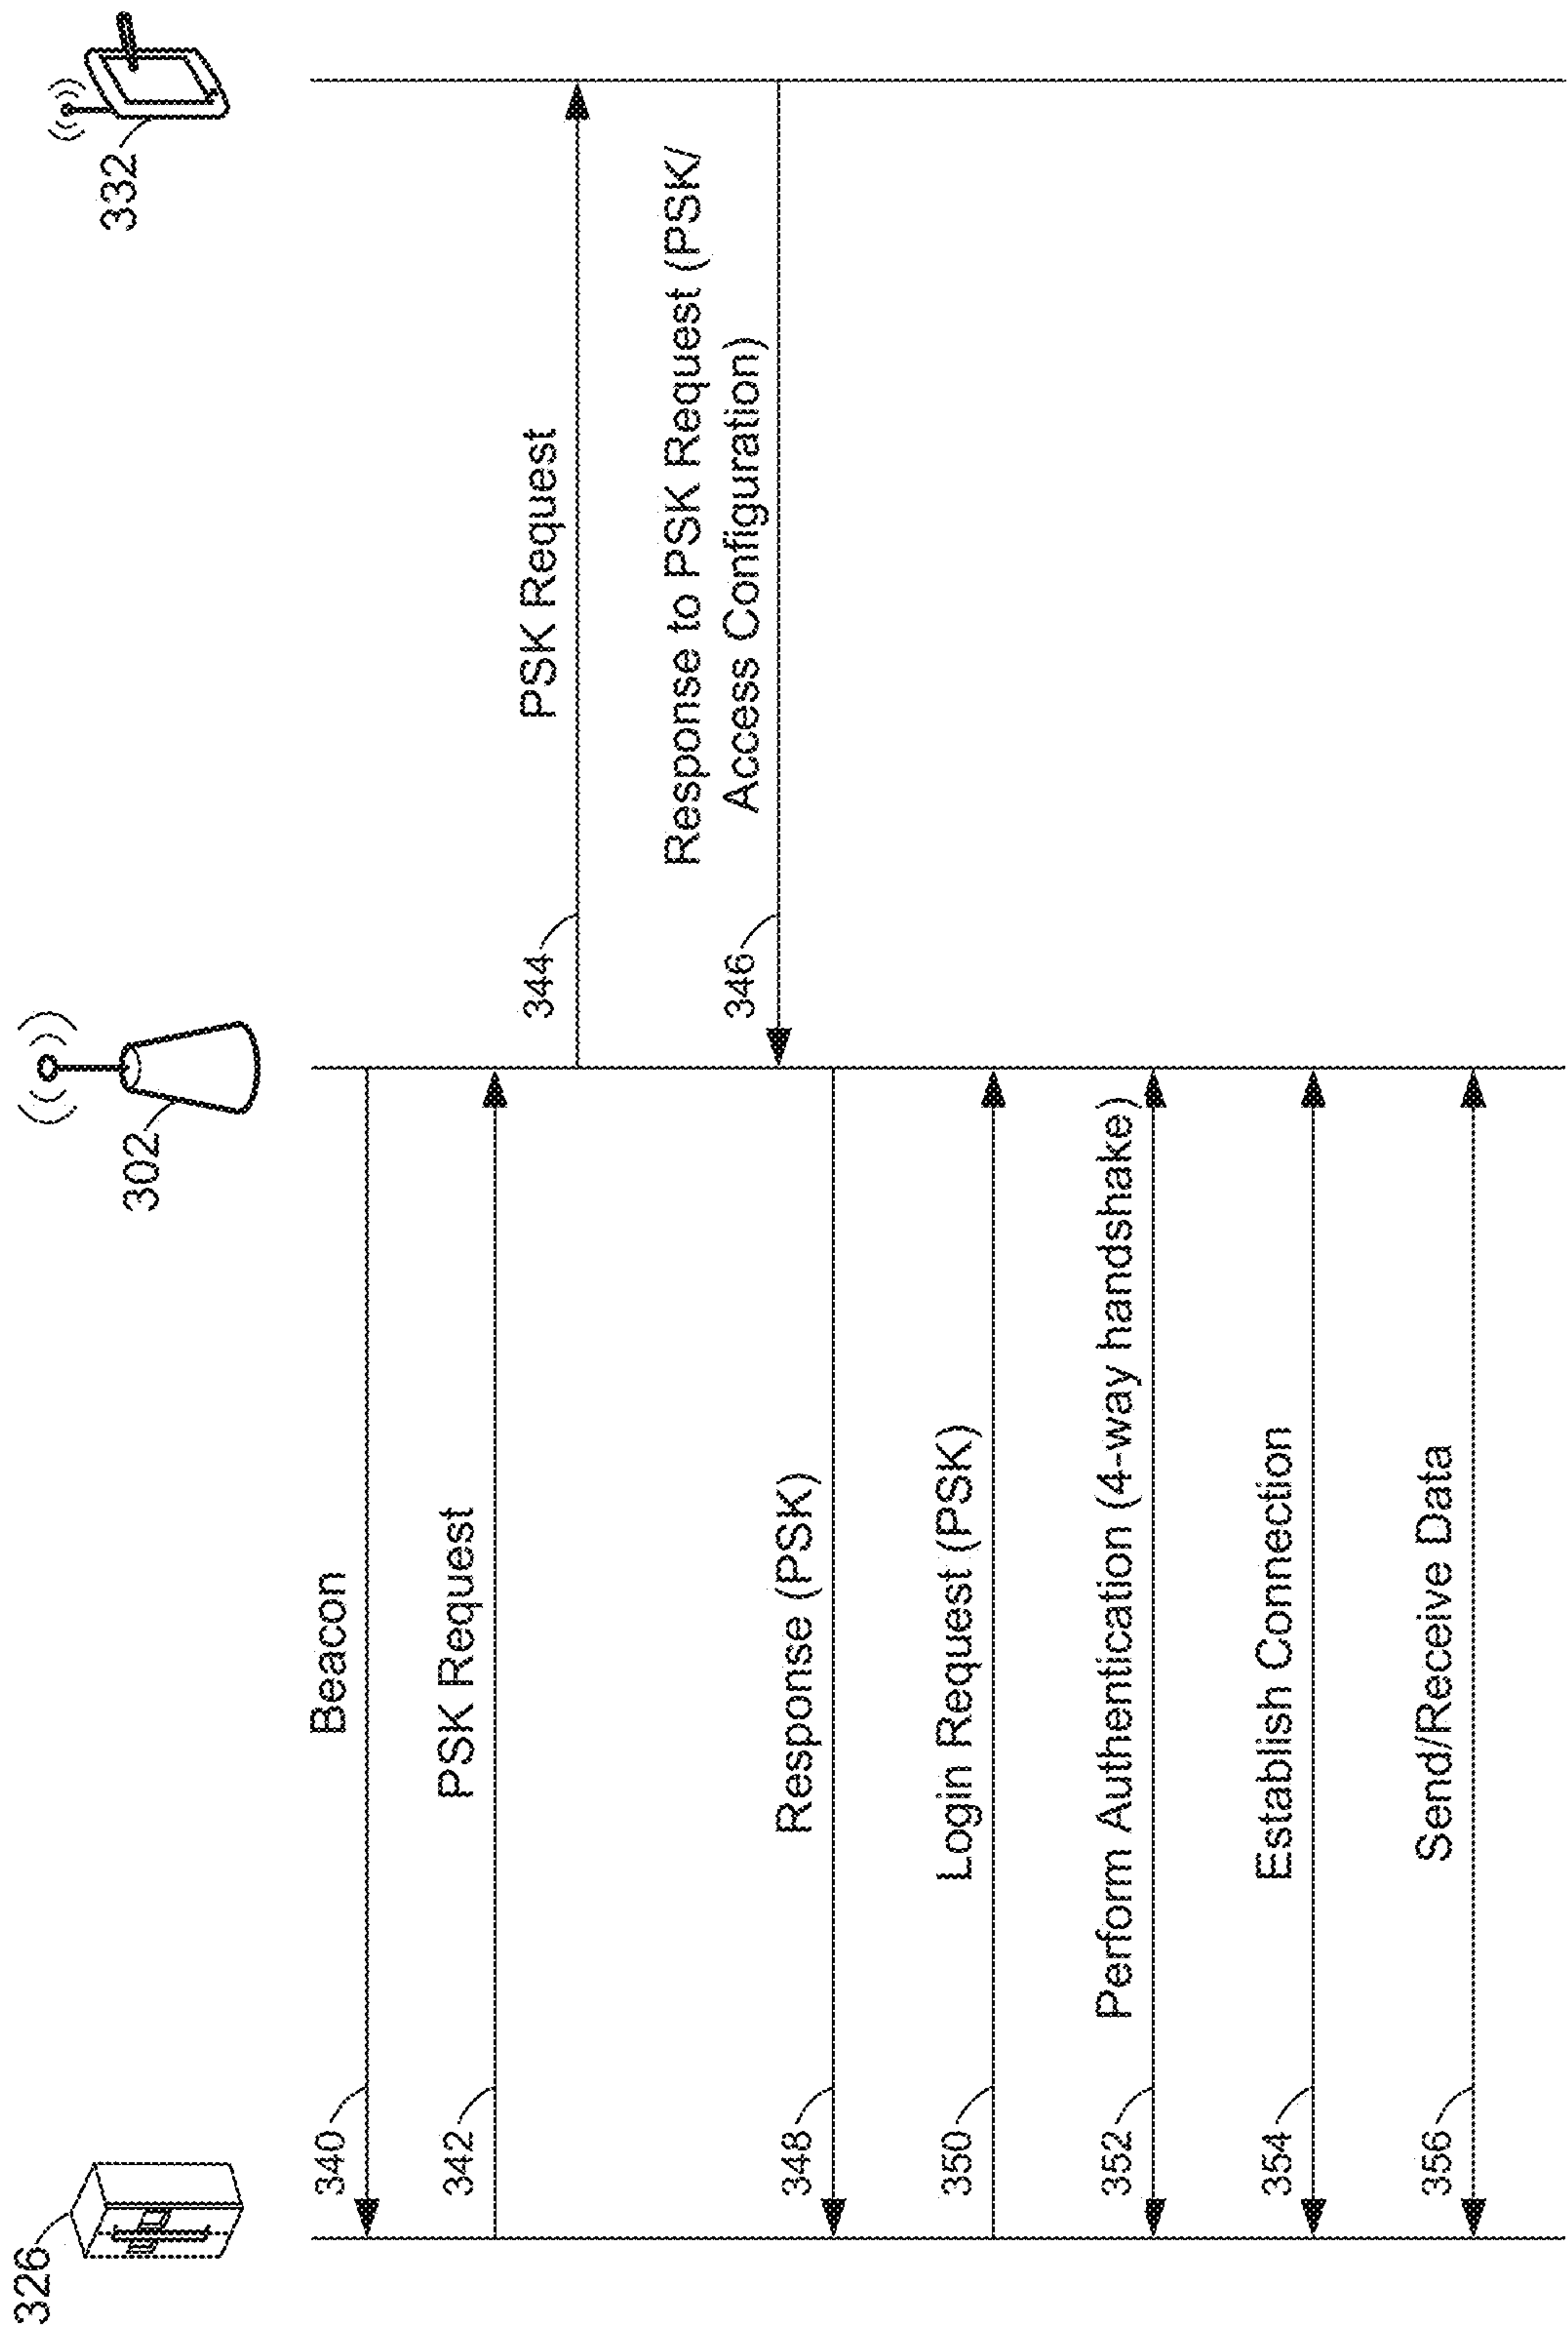 326
302
332
340
Beacon
342
PSK Request
344
PSK Request
346
Response to PSK Request (PSK/
Access Configuration)
348
Response (PSK)
350
Login Request (PSK)
352
Perform Authentication (4-way handshake)
354
Establish Connection
356
Send/Receive Data